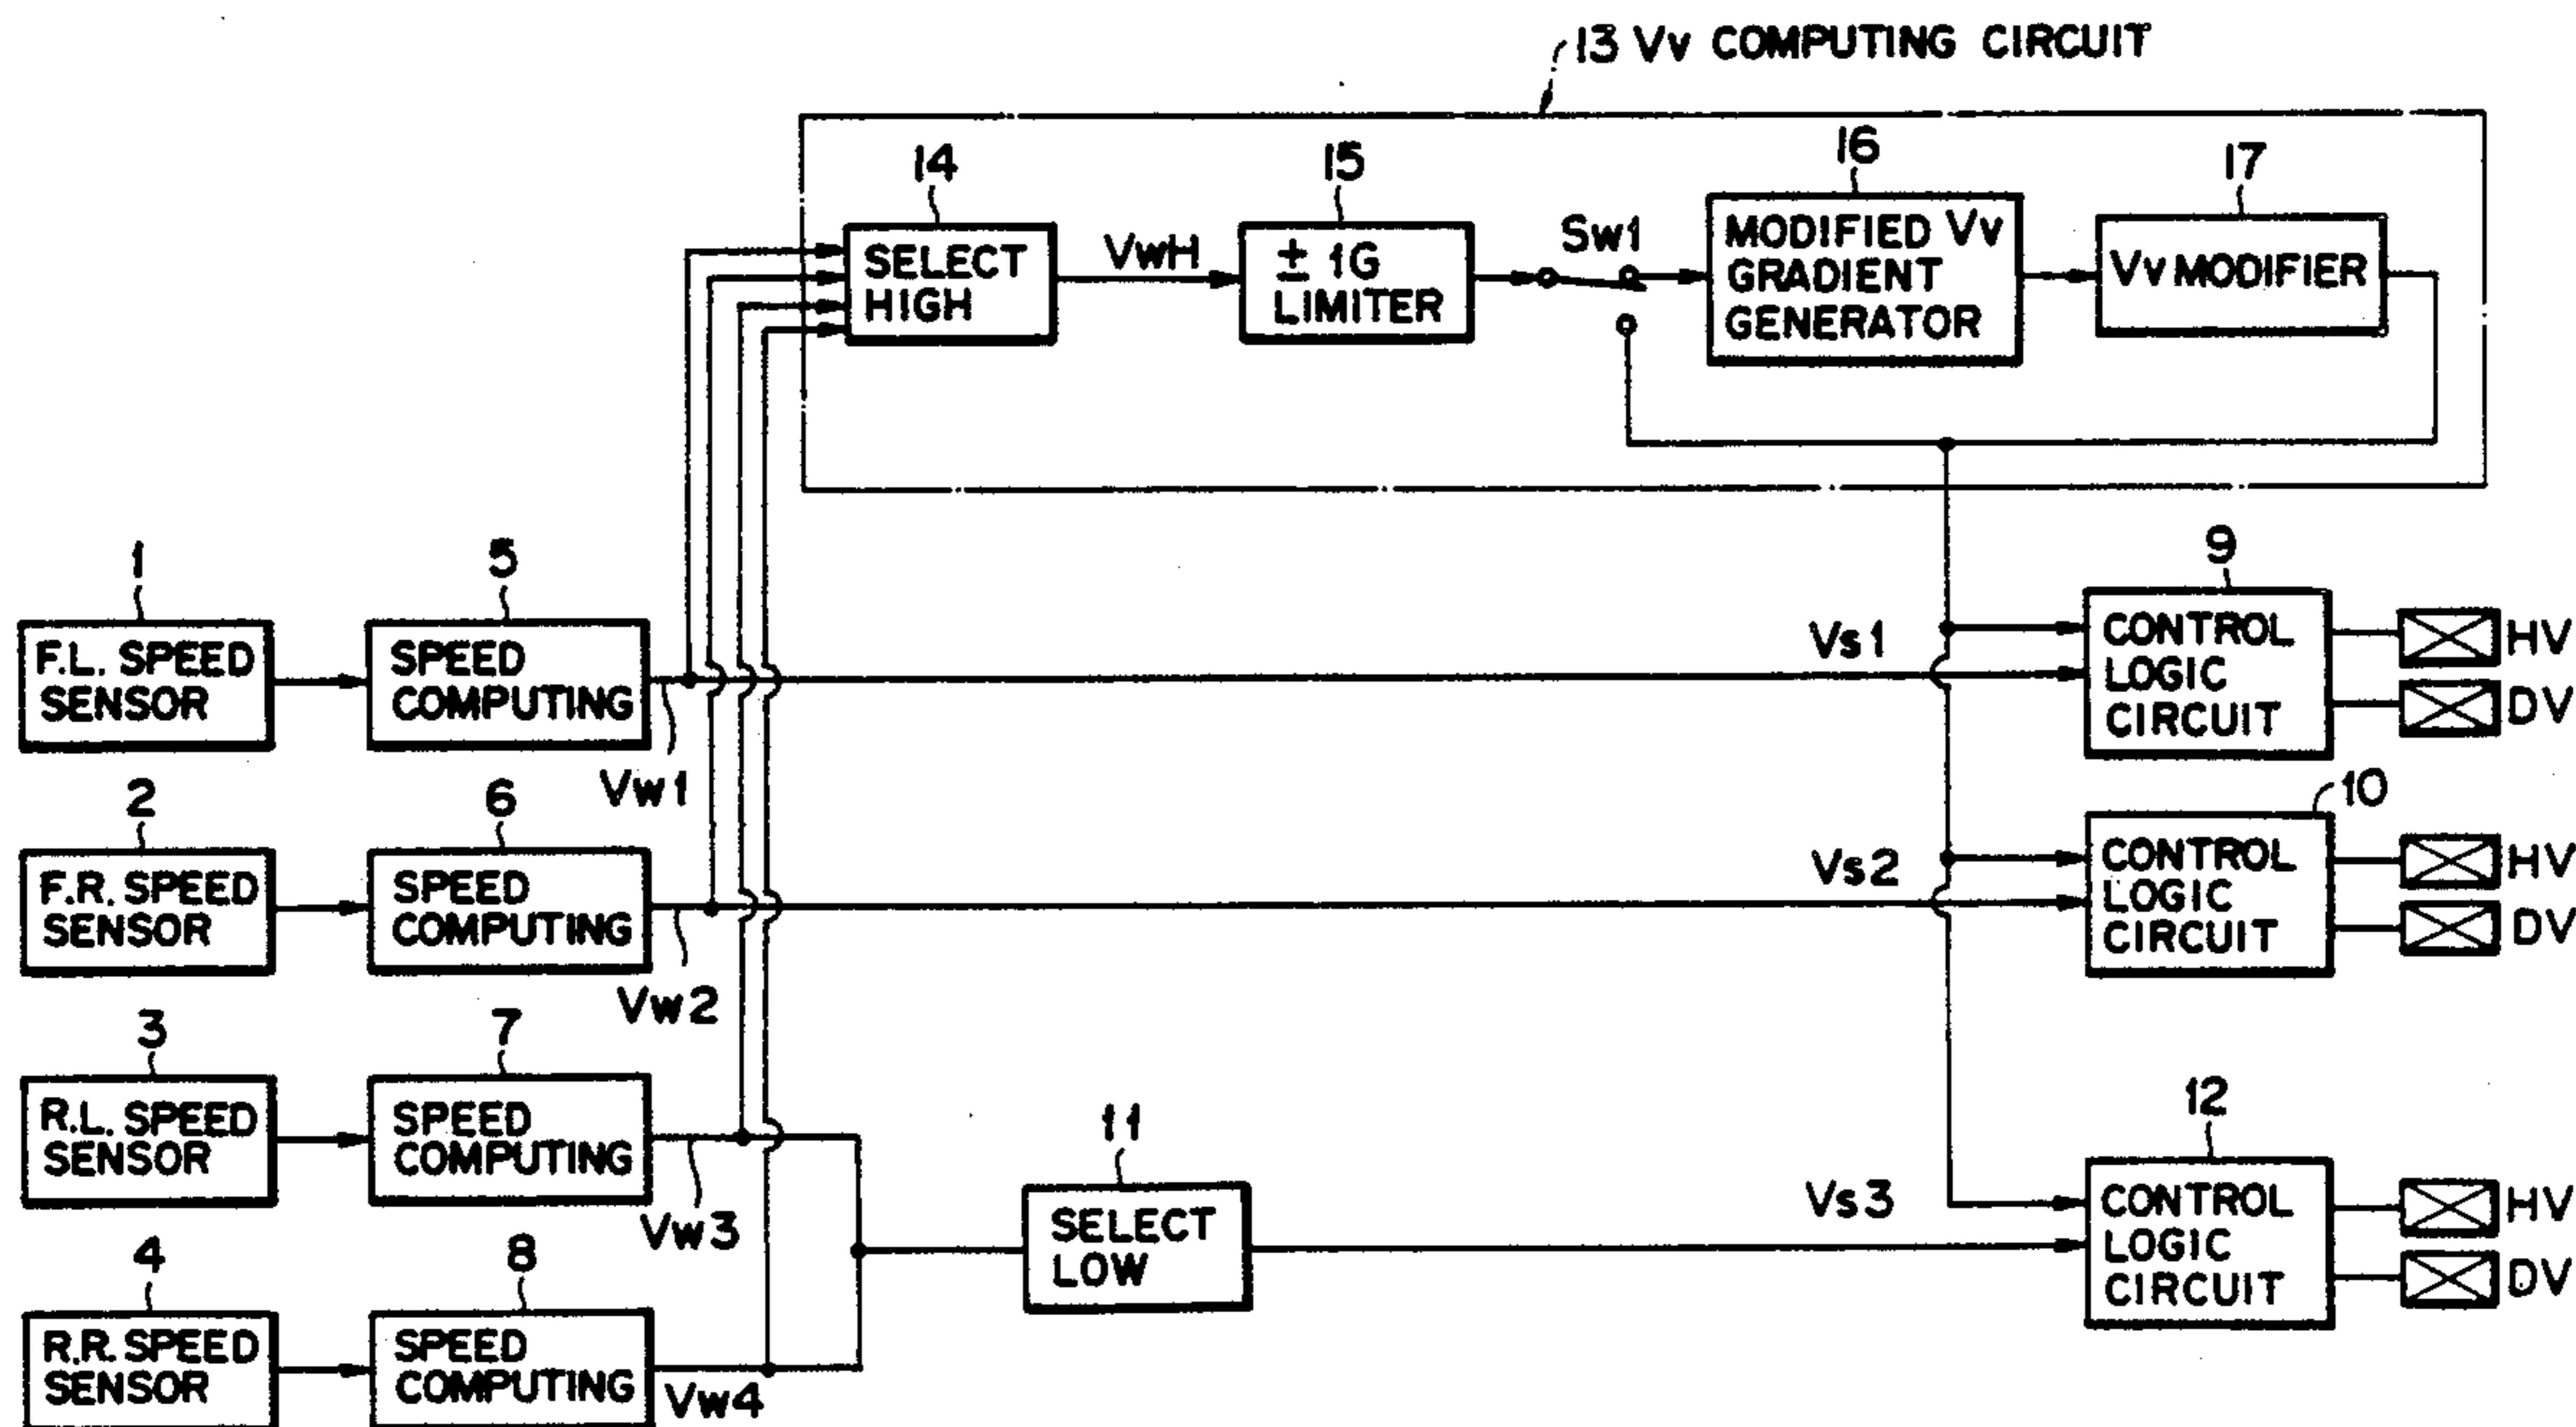 13 Vv COMPUTING CIRCUIT
14
15
16
17
SELECT
HIGH
VwH
± 1G
LIMITER
Sw1
MODIFIED Vv
GRADIENT
GENERATOR
Vv MODIFIER
1
5
9
F.L. SPEED
SENSOR
SPEED
COMPUTING
Vw1
Vs1
CONTROL
LOGIC
CIRCUIT
HV
DV
2
6
10
F.R. SPEED
SENSOR
SPEED
COMPUTING
Vw2
Vs2
CONTROL
LOGIC
CIRCUIT
HV
DV
3
7
R.L. SPEED
SENSOR
SPEED
COMPUTING
Vw3
11
SELECT
LOW
Vs3
12
CONTROL
LOGIC
CIRCUIT
HV
DV
4
8
R.R. SPEED
SENSOR
SPEED
COMPUTING
Vw4